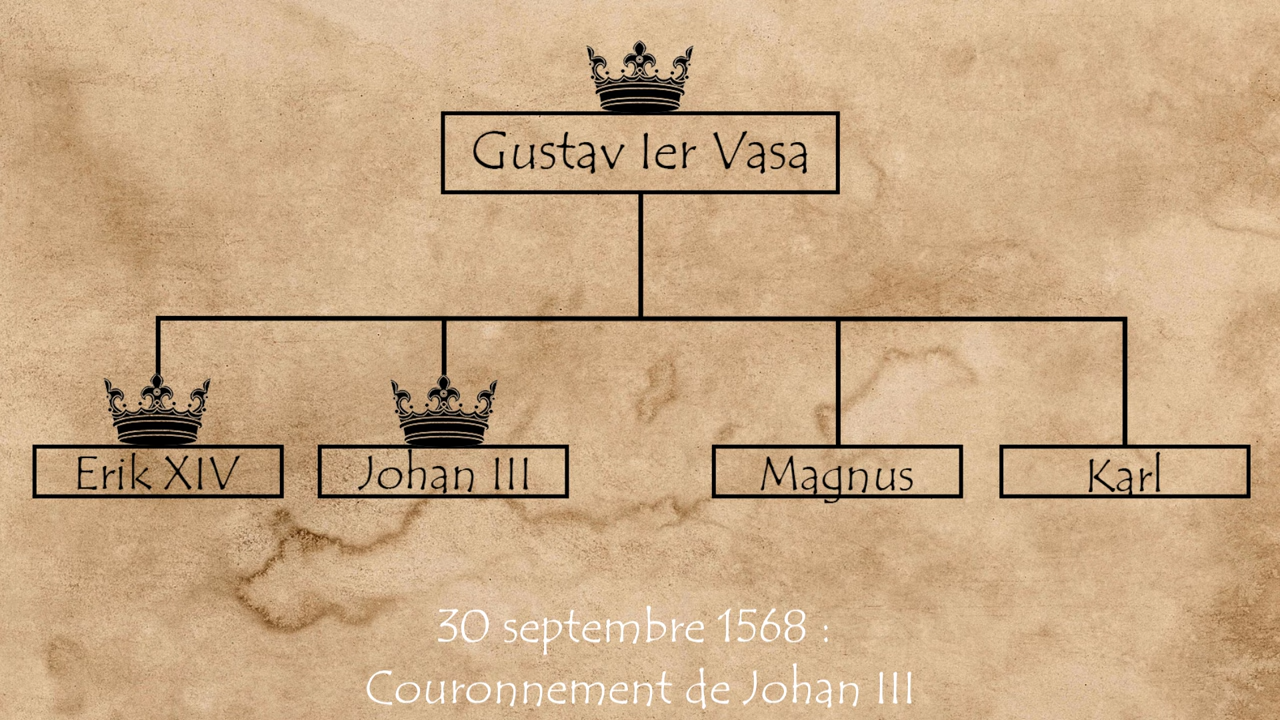 Gustav Ier Vasa
Erik XIV
Johan III
Magnus
Karl
30 septembre 1568 :
Couronnement de Johan III